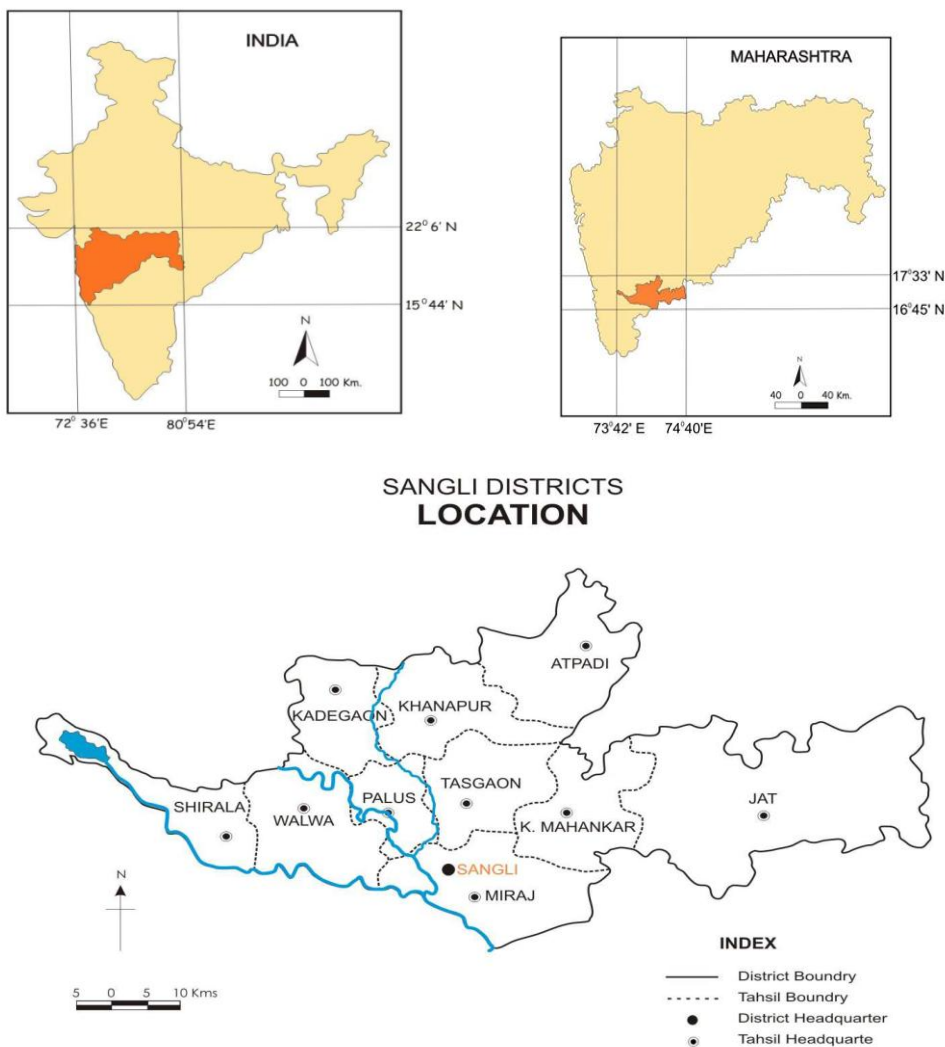 INDIA
22° 6' N
15° 44' N
N
100 0 100 Km.
72° 36'E 80°54'E
MAHARASHTRA
17°33' N
16°45' N
N
40 0 40 Km.
73°42' E 74°40'E
SANGLI DISTRICTS
LOCATION
ATPADI
KADEGAON
KHANAPUR
SHIRALA
WALWA
PALUS
TASGAON
K. MAHANKAR
JAT
SANGLI
MIRAJ
N
5 0 5 10 Kms
INDEX
District Boundry
Tahsil Boundry
District Headquarter
Tahsil Headquarte